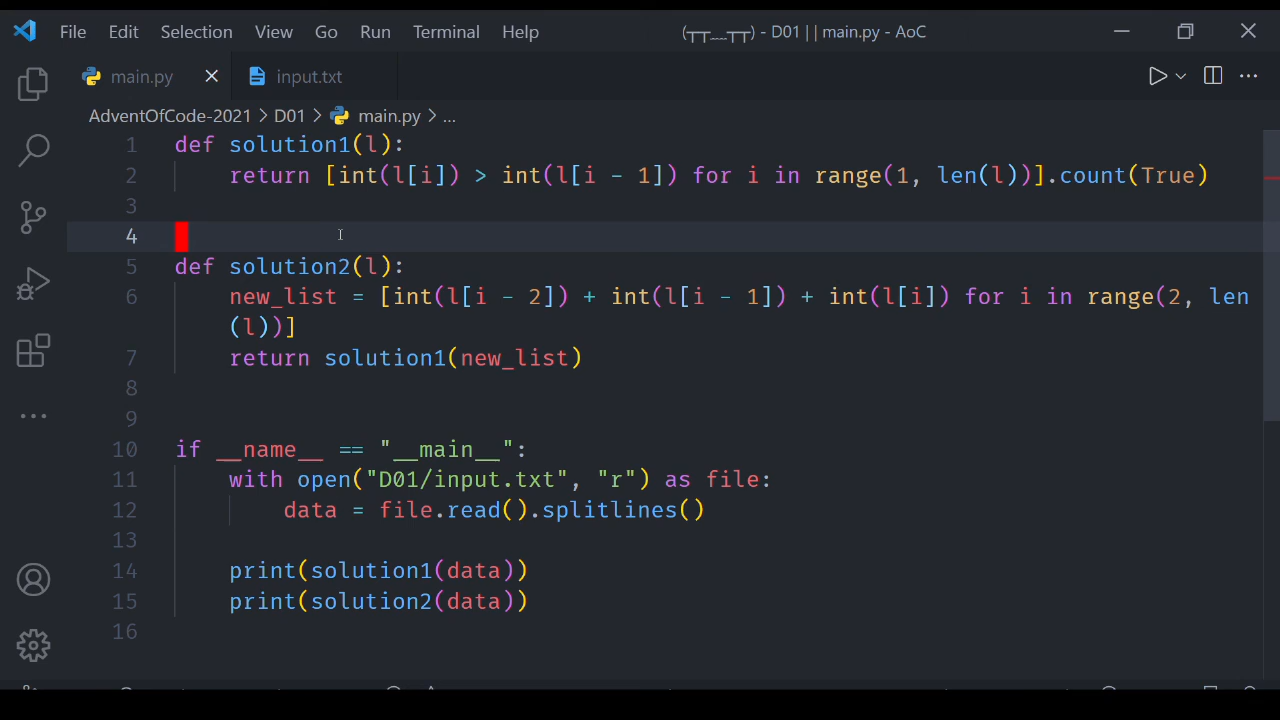 File Edit Selection View Go Run Terminal Help (┬┬﹏┬┬) - D01 | | main.py - AoC
main.py input.txt
AdventOfCode-2021 > D01 > main.py > ...
1 def solution1(l):
2     return [int(l[i]) > int(l[i - 1]) for i in range(1, len(l))].count(True)
3
4
5 def solution2(l):
6     new_list = [int(l[i - 2]) + int(l[i - 1]) + int(l[i]) for i in range(2, len
(l))]
7     return solution1(new_list)
8
9
10 if __name__ == "__main__":
11     with open("D01/input.txt", "r") as file:
12         data = file.read().splitlines()
13
14     print(solution1(data))
15     print(solution2(data))
16